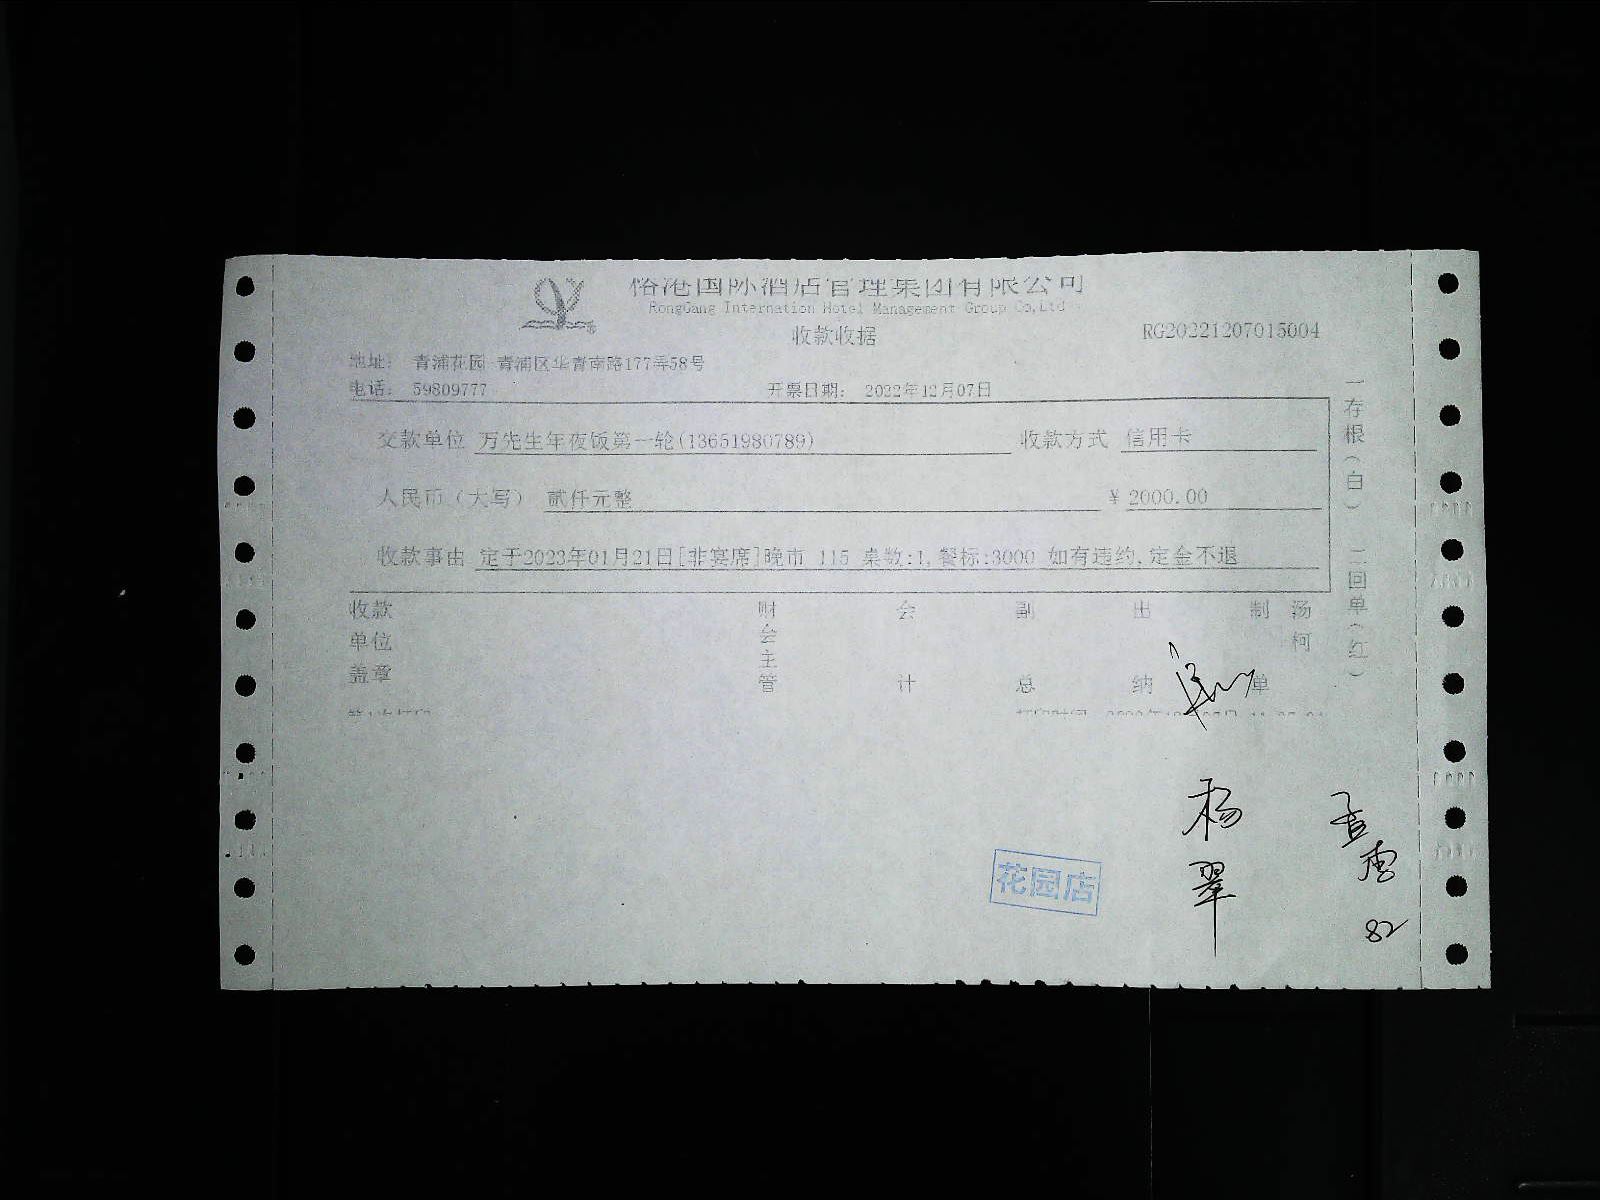 港国际酒店管理集团有限公司
RongGang Internation Hotel Management Group Co,Ltd
收款收据
RG20221207015004
地址: 青浦花园 青浦区华青南路177弄58号
电话: 59809777 开票日期: 2022年12月07日
交款单位 万先生年夜饭第一轮(13651980789) 收款方式 信用卡
人民币（大写） 贰仟元整 ¥ 2000.00
收款事由 定于2023年01月21日[非宴席]晚市 115 桌数:1,餐标:3000 如有违约,定金不退
收款单位盖章 财会主管 会计 副总 出纳 制单 汤柯
一存根（白） 二回单（红）
杨翠
82
花园店